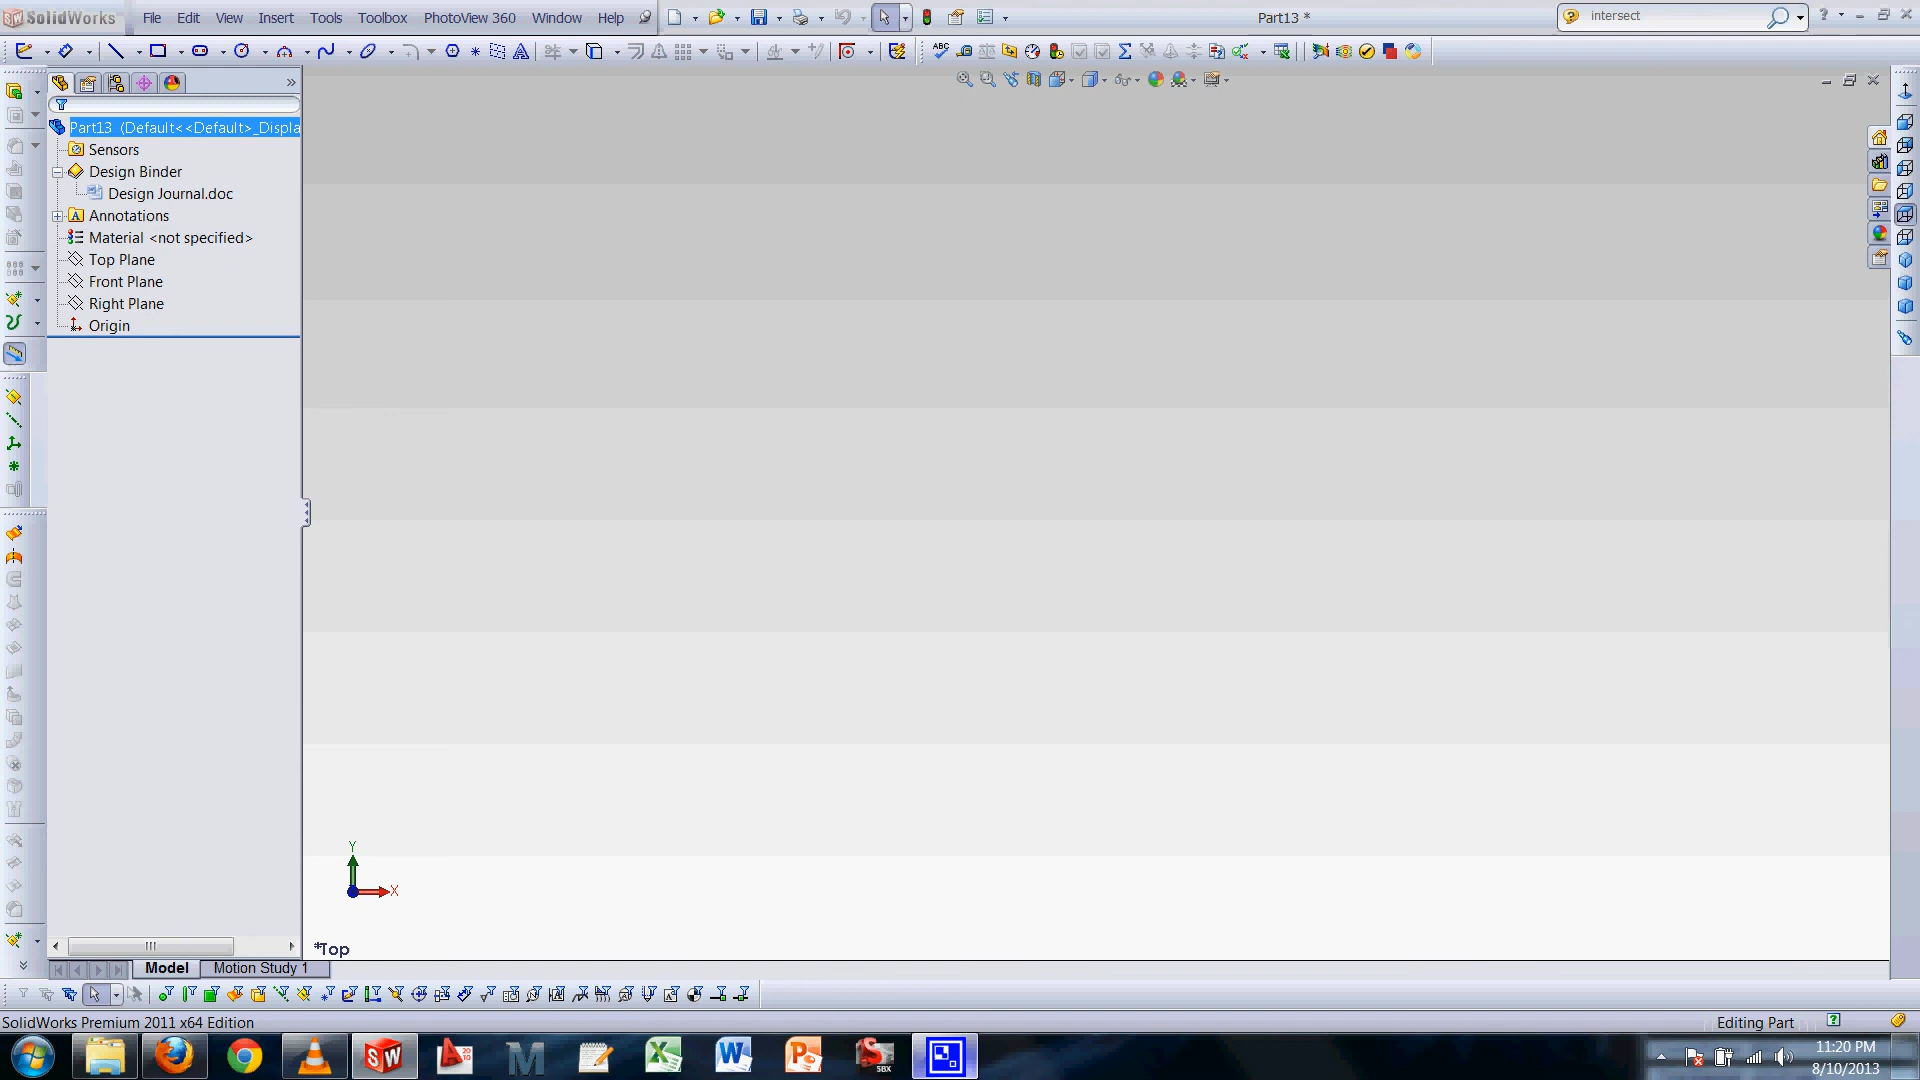 SolidWorks File Edit View Insert Tools Toolbox PhotoView 360 Window Help Part13 * intersect
Part13 (Default<<Default>_Displa
Sensors
Design Binder
Design Journal.doc
Annotations
Material <not specified>
Top Plane
Front Plane
Right Plane
Origin
Y
X
*Top
Model Motion Study 1
SolidWorks Premium 2011 x64 Edition Editing Part
11:20 PM
8/10/2013